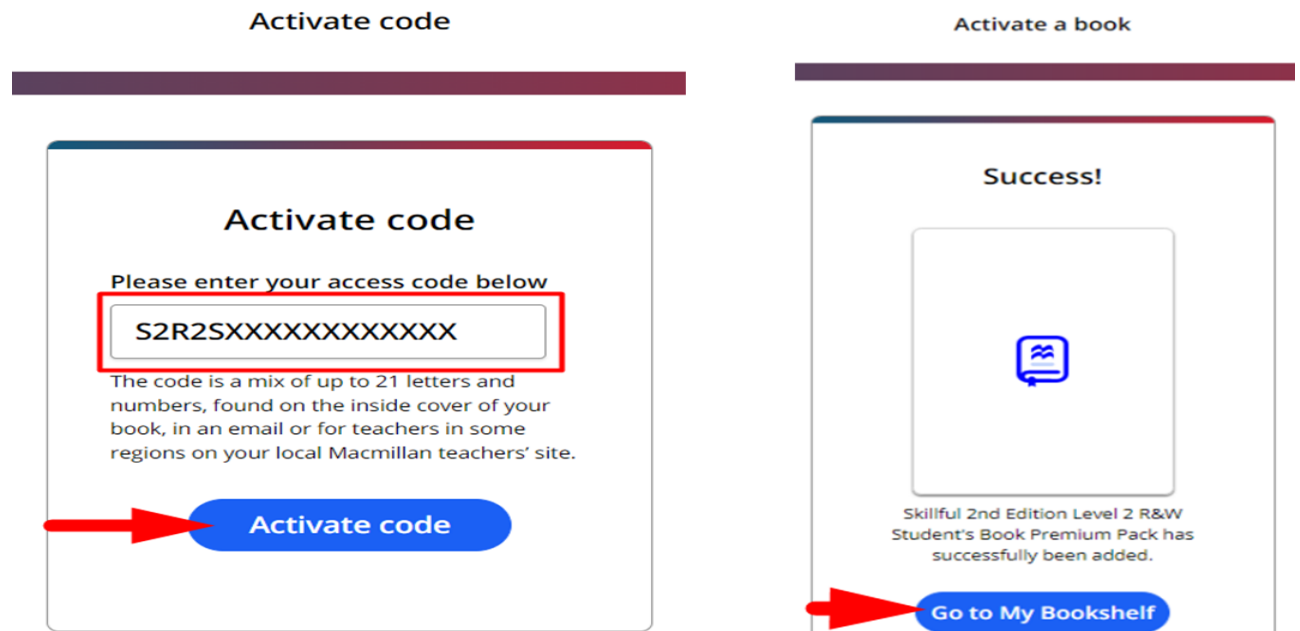 Activate code
Activate code
Please enter your access code below
S2R2SXXXXXXXXXXXX
The code is a mix of up to 21 letters and
numbers, found on the inside cover of your
book, in an email or for teachers in some
regions on your local Macmillan teachers’ site.
Activate code
Activate a book
Success!
Skillful 2nd Edition Level 2 R&W
Student's Book Premium Pack has
successfully been added.
Go to My Bookshelf